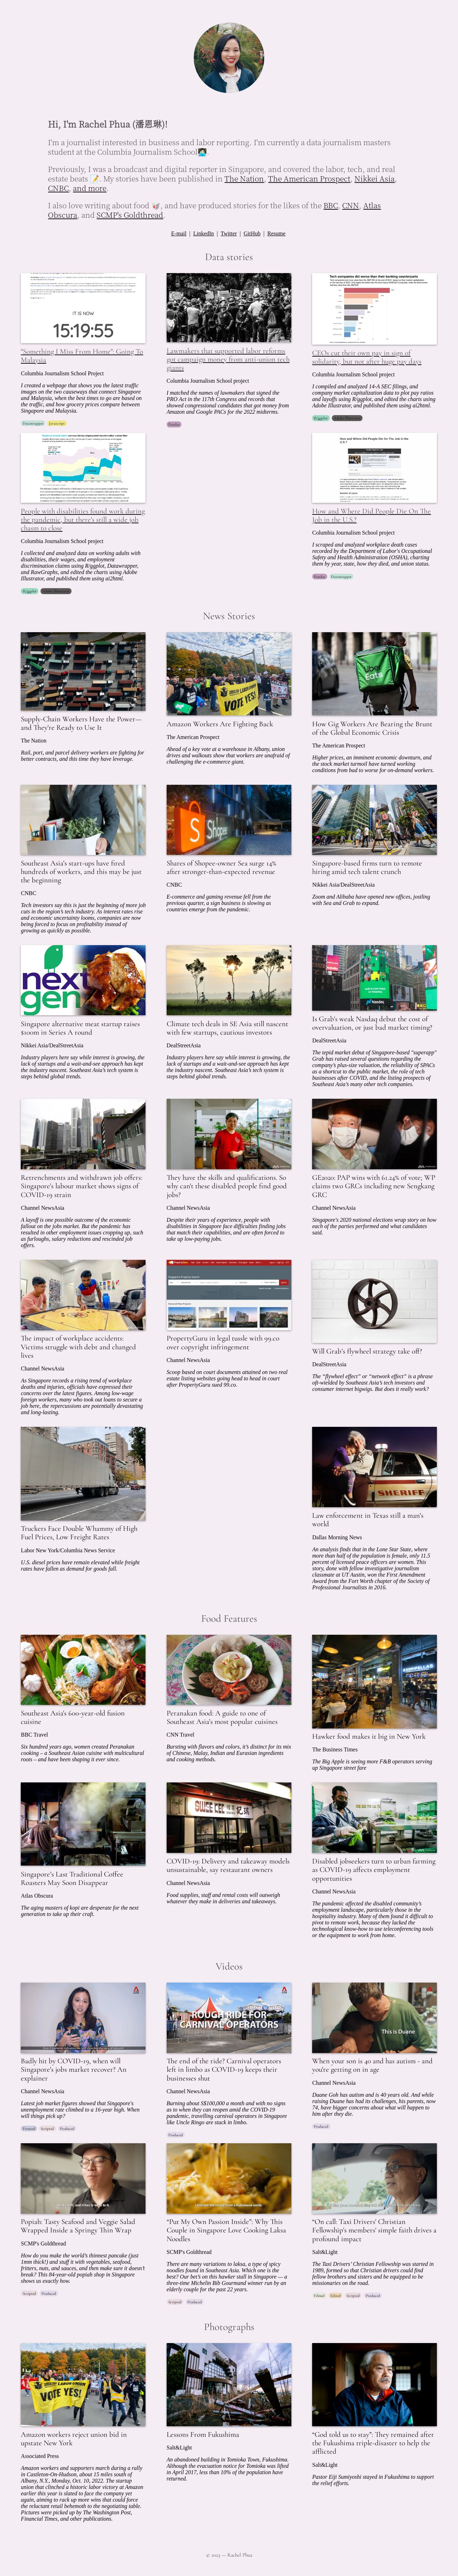 Hi, I'm Rachel Phua (潘恩琳)!
I'm a journalist interested in business and labor reporting. I'm currently a data journalism masters
student at the Columbia Journalism School
Previously, I was a broadcast and digital reporter in Singapore, and covered the labor, tech, and real
estate beats 📝. My stories have been published in The Nation, The American Prospect, Nikkei Asia,
CNBC, and more.
I also love writing about food 🥡, and have produced stories for the likes of the BBC, CNN, Atlas
Obscura, and SCMP's Goldthread.
E-mail | LinkedIn | Twitter | GitHub | Resume
Data stories
IT IS NOW
15:19:55
"Something I Miss From Home": Going To
Malaysia
Columbia Journalism School Project
I created a webpage that shows you the latest traffic
images on the two causeways that connect Singapore
and Malaysia, when the best times to go are based on
the traffic, and how grocery prices compare between
Singapore and Malaysia.
Datawrapper Javascript
Lawmakers that supported labor reforms
got campaign money from anti-union tech
giants
Columbia Journalism School project
I matched the names of lawmakers that signed the
PRO Act in the 117th Congress and records that
showed congressional candidates that got money from
Amazon and Google PACs for the 2022 midterms.
Pandas
Tech companies did worse than their working counterparts
CEOs cut their own pay in sign of
solidarity, but not after huge pay days
Columbia Journalism School project
I compiled and analyzed 14-A SEC filings, and
company market capitalization data to plot pay ratios
and layoffs using Rggplot, and edited the charts with
Adobe Illustrator, and published them using ai2html.
Rggplot Adobe Illustrator
People with disabilities found work during
the pandemic, but there's still a wide job
chasm to close
Columbia Journalism School project
I collected and analyzed data on working adults with
disabilities, their wages, and employment
discrimination claims using R/ggplot, Datawrapper,
and RawGraphs, and edited the charts using Adobe
Illustrator, and published them using ai2html.
Rggplot Adobe Illustrator
How and Where Did People Die On The Job in the
U.S.?
How and Where Did People Die On The
Job in the U.S.?
Columbia Journalism School project
I scraped and analyzed workplace death cases
recorded by the Department of Labor's Occupational
Safety and Health Administration (OSHA), charting
them by year, state, how they died, and union status.
Pandas Datawrapper
News Stories
Supply-Chain Workers Have the Power—
and They're Ready to Use It
The Nation
Rail, port, and parcel delivery workers are fighting for
better contracts, and this time they have leverage.
VOTE YES!
Amazon Workers Are Fighting Back
The American Prospect
Ahead of a key vote at a warehouse in Albany, union
drives and walkouts show that workers are unafraid of
challenging the e-commerce giant.
Uber
Eats
How Gig Workers Are Bearing the Brunt
of the Global Economic Crisis
The American Prospect
Higher prices, an imminent economic downturn, and
the stock market turmoil have turned working
conditions from bad to worse for on-demand workers.
Southeast Asia's start-ups have fired
hundreds of workers, and this may be just
the beginning
CNBC
Tech investors say this is just the beginning of more job
cuts in the region's tech industry. As interest rates rise
and economic uncertainty looms, companies are now
being forced to focus on profitability instead of
growing as quickly as possible.
Shopee
Shares of Shopee-owner Sea surge 14%
after stronger-than-expected revenue
CNBC
E-commerce and gaming revenue fell from the
previous quarter, a sign business is slowing as
countries emerge from the pandemic.
Singapore-based firms turn to remote
hiring amid tech talent crunch
Nikkei Asia/DealStreetAsia
Zoom and Alibaba have opened new offices, jostling
with Sea and Grab to expand.
next
gen
Singapore alternative meat startup raises
$100m in Series A round
Nikkei Asia/DealStreetAsia
Industry players here say while interest is growing, the
lack of startups and a wait-and-see approach has kept
the industry nascent. Southeast Asia's tech system is
steps behind global trends.
Climate tech deals in SE Asia still nascent
with few startups, cautious investors
DealStreetAsia
Industry players here say while interest is growing, the
lack of startups and a wait-and-see approach has kept
the industry nascent. Southeast Asia's tech system is
steps behind global trends.
Nasdaq
Is Grab's weak Nasdaq debut the cost of
overvaluation, or just bad market timing?
DealStreetAsia
The tepid market debut of Singapore-based "superapp"
Grab has raised several questions regarding the
company's plus-size valuation, the reliability of SPACs
as a shortcut to the public market, the role of tech
businesses after COVID, and the listing prospects of
Southeast Asia's many other tech companies.
Retrenchments and withdrawn job offers:
Singapore's labour market shows signs of
COVID-19 strain
Channel NewsAsia
A layoff is one possible outcome of the economic
fallout on the job market. But the pandemic has
resulted in other employment issues cropping up, such
as furloughs, salary reductions and rescinded job
offers.
They have the skills and qualifications. So
why can't these disabled people find good
jobs?
Channel NewsAsia
Despite their years of experience, people with
disabilities in Singapore face difficulties finding jobs
that match their capabilities, and are often forced to
take up low-paying jobs.
GE2020: PAP wins with 61.24% of vote; WP
claims two GRCs including new Sengkang
GRC
Channel NewsAsia
Singapore's 2020 national elections wrap story on how
each of the parties performed and what candidates
said.
The impact of workplace accidents:
Victims struggle with debt and changed
lives
Channel NewsAsia
As Singapore records a rising trend of workplace
deaths and injuries, officials have expressed their
concerns over the latest figures. Among low-wage
foreign workers, many who took out loans to secure a
job here, the repercussions are potentially devastating
and long-lasting.
PropertyGuru in legal tussle with 99.co
over copyright infringement
Channel NewsAsia
Scoop based on court documents attained on two real
estate listing websites going head to head in court
after PropertyGuru sued 99.co.
Will Grab's flywheel strategy take off?
DealStreetAsia
The "flywheel effect" or "network effect" is a phrase
oft-wielded by Southeast Asia's tech investors and
consumer internet bigwigs. But does it really work?
Truckers Face Double Whammy of High
Fuel Prices, Low Freight Rates
Labor New York/Columbia News Service
U.S. diesel prices have remain elevated while freight
rates have fallen as demand for goods fall.
SHERIFF
Law enforcement in Texas still a man's
world
Dallas Morning News
An analysis finds that in the Lone Star State, where
more than half of the population is female, only 11.5
percent of licensed peace officers are women. This
story, done with fellow investigative journalism
classmate at UT Austin, won the First Amendment
Award from the Fort Worth chapter of the Society of
Professional Journalists in 2016.
Food Features
Southeast Asia's 600-year-old fusion
cuisine
BBC Travel
Six hundred years ago, women created Peranakan
cooking – a Southeast Asian cuisine with multicultural
roots – and have been shaping it ever since.
Peranakan food: A guide to one of
Southeast Asia's most popular cuisines
CNN Travel
Bursting with flavors and colors, it's distinct for its mix
of Chinese, Malay, Indian and Eurasian ingredients
and cooking methods.
Hawker food makes it big in New York
The Business Times
The Big Apple is seeing more F&B operators serving
up Singapore street fare
Singapore's Last Traditional Coffee
Roasters May Soon Disappear
Atlas Obscura
The aging masters of kopi are desperate for the next
generation to take up their craft.
GUCEE KEE
COVID-19: Delivery and takeaway models
unsustainable, say restaurant owners
Channel NewsAsia
Food supplies, staff and rental costs will outweigh
whatever they make in deliveries and takeaways.
Disabled jobseekers turn to urban farming
as COVID-19 affects employment
opportunities
Channel NewsAsia
The pandemic affected the disabled community's
employment landscape, particularly those in the
hospitality industry. Many of them found it difficult to
pivot to remote work, because they lacked the
technological know-how to use teleconferencing tools
or the equipment to work from home.
Videos
Badly hit by COVID-19, when will
Singapore's jobs market recover? An
explainer
Channel NewsAsia
Latest job market figures showed that Singapore's
unemployment rate climbed to a 16-year high. When
will things pick up?
Scripted Produced
ROUGH RIDE FOR
CARNIVAL OPERATORS
The end of the ride? Carnival operators
left in limbo as COVID-19 keeps their
businesses shut
Channel NewsAsia
Burning about S$100,000 a month and with no signs
as to when they can reopen amid the COVID-19
pandemic, travelling carnival operators in Singapore
like Uncle Ringo are stuck in limbo.
Produced
This is Duane
When your son is 40 and has autism - and
you're getting on in age
Channel NewsAsia
Duane Goh has autism and is 40 years old. And while
raising Duane has had its challenges, his parents, now
74, have bigger concerns about what will happen to
him after they die.
Produced
Popiah: Tasty Seafood and Veggie Salad
Wrapped Inside a Springy Thin Wrap
SCMP's Goldthread
How do you make the world's thinnest pancake (just
1mm thick!) and stuff it with vegetables, seafood,
fritters, nuts, and sauces, and then make sure it doesn't
break? This 84-year-old popiah shop in Singapore
shows us exactly how.
Scripted Produced
"Put My Own Passion Inside": Why This
Couple in Singapore Love Cooking Laksa
Noodles
SCMP's Goldthread
There are many variations to laksa, a type of spicy
noodles found in Southeast Asia. Which one is the
best? Our bet's on this hawker stall in Singapore — a
three-time Michelin Bib Gourmand winner run by an
elderly couple for the past 22 years.
Scripted Produced
"On call: Taxi Drivers' Christian
Fellowship's members' simple faith drives a
profound impact
Salt&Light
The Taxi Drivers' Christian Fellowship was started in
1989, formed so that Christian drivers could find
fellow brothers and sisters and be equipped to be
missionaries on the road.
Filmed Edited Scripted Produced
Photographs
VOTE YES!
Amazon workers reject union bid in
upstate New York
Associated Press
Amazon workers and supporters march during a rally
in Castleton-On-Hudson, about 15 miles south of
Albany, N.Y., Monday, Oct. 10, 2022. The startup
union that clinched a historic labor victory at Amazon
earlier this year is slated to face the company yet
again, aiming to rack up more wins that could force
the reluctant retail behemoth to the negotiating table.
Pictures were picked up by The Washington Post,
Financial Times, and other publications.
Lessons From Fukushima
Salt&Light
An abandoned building in Tomioka Town, Fukushima.
Although the evacuation notice for Tomioka was lifted
in April 2017, less than 10% of the population have
returned.
"God told us to stay": They remained after
the Fukushima triple-disaster to help the
afflicted
Salt&Light
Pastor Eiji Sumiyoshi stayed in Fukushima to support
the relief efforts.
© 2023 — Rachel Phua